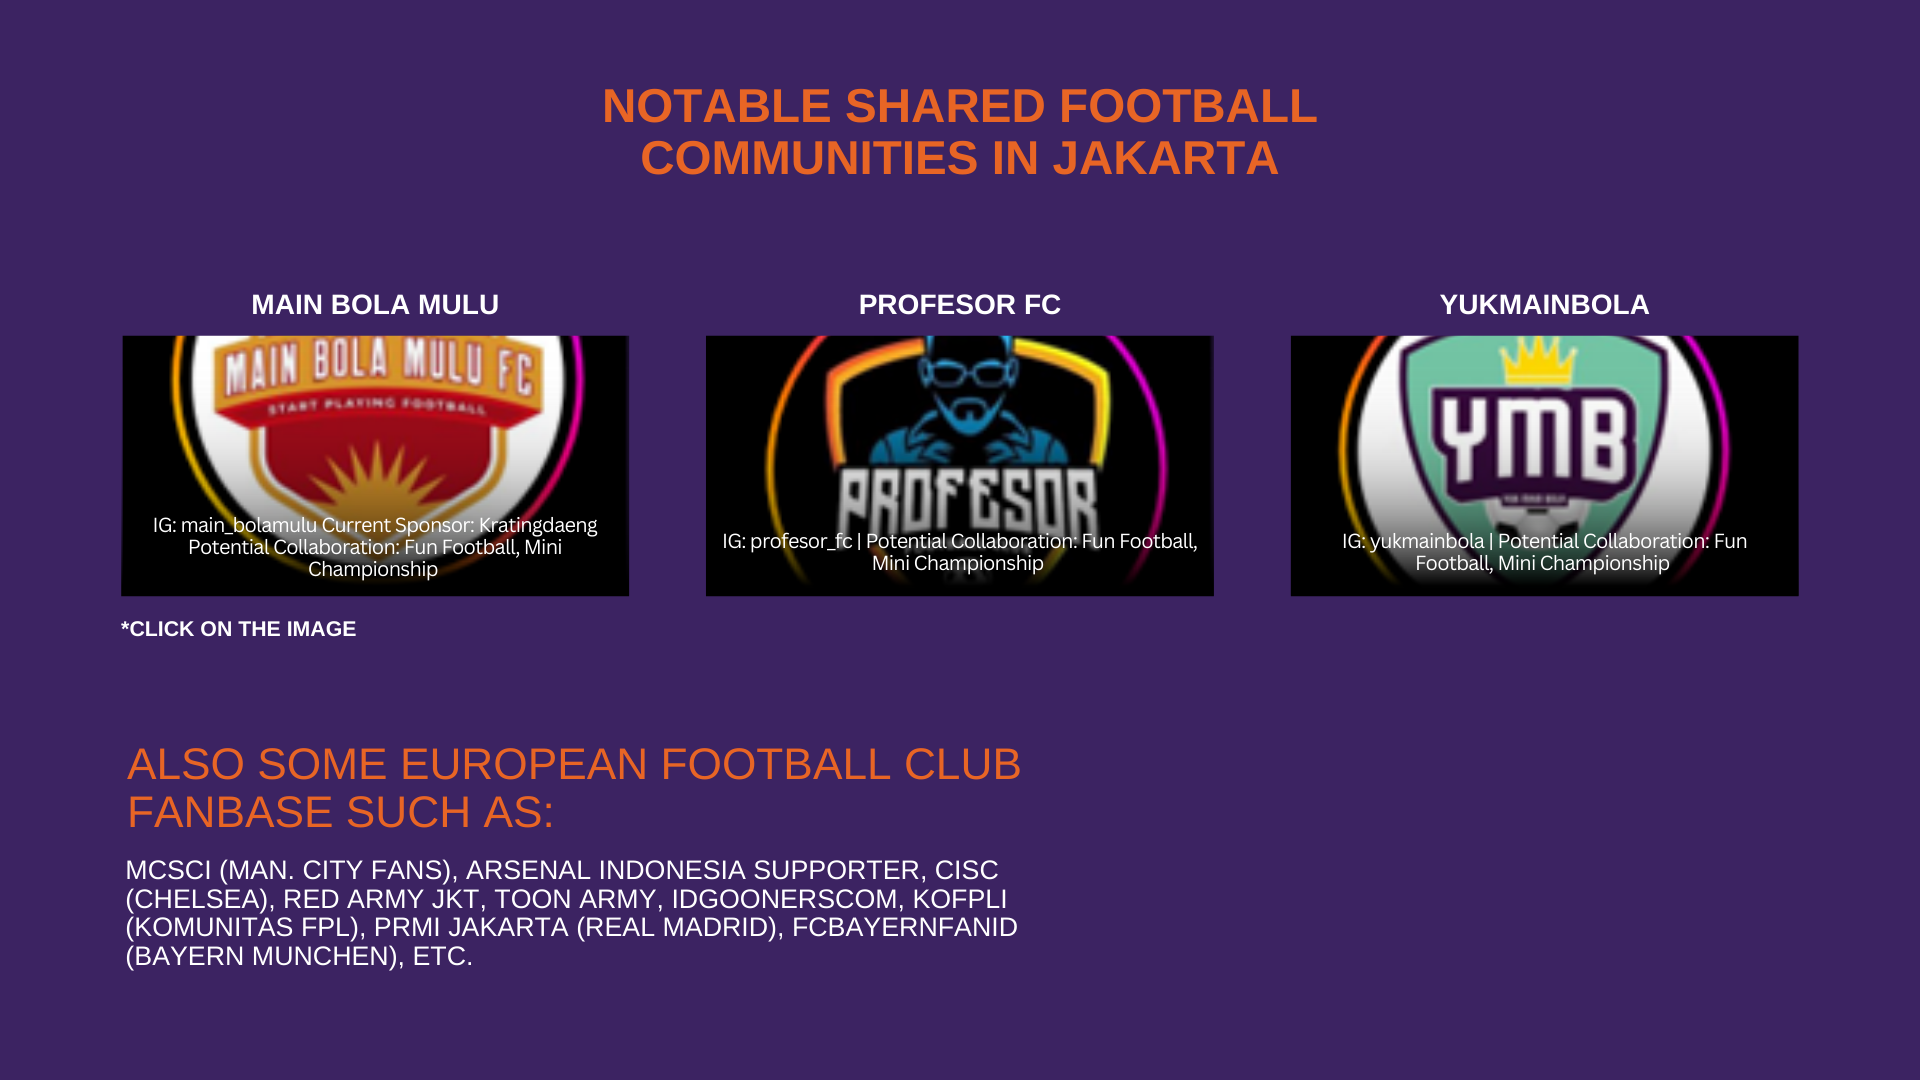 NOTABLE SHARED FOOTBALL
COMMUNITIES IN JAKARTA
MAIN BOLA MULU
MAIN BOLA MULU FC
START PLAYING FOOTBALL
IG: main_bolamulu Current Sponsor: Kratingdaeng
Potential Collaboration: Fun Football, Mini
Championship
PROFESOR FC
PROFESOR
IG: profesor_fc | Potential Collaboration: Fun Football,
Mini Championship
YUKMAINBOLA
YMB
IG: yukmainbola | Potential Collaboration: Fun
Football, Mini Championship
*CLICK ON THE IMAGE
ALSO SOME EUROPEAN FOOTBALL CLUB
FANBASE SUCH AS:
MCSCI (MAN. CITY FANS), ARSENAL INDONESIA SUPPORTER, CISC
(CHELSEA), RED ARMY JKT, TOON ARMY, IDGOONERSCOM, KOFPLI
(KOMUNITAS FPL), PRMI JAKARTA (REAL MADRID), FCBAYERNFANID
(BAYERN MUNCHEN), ETC.